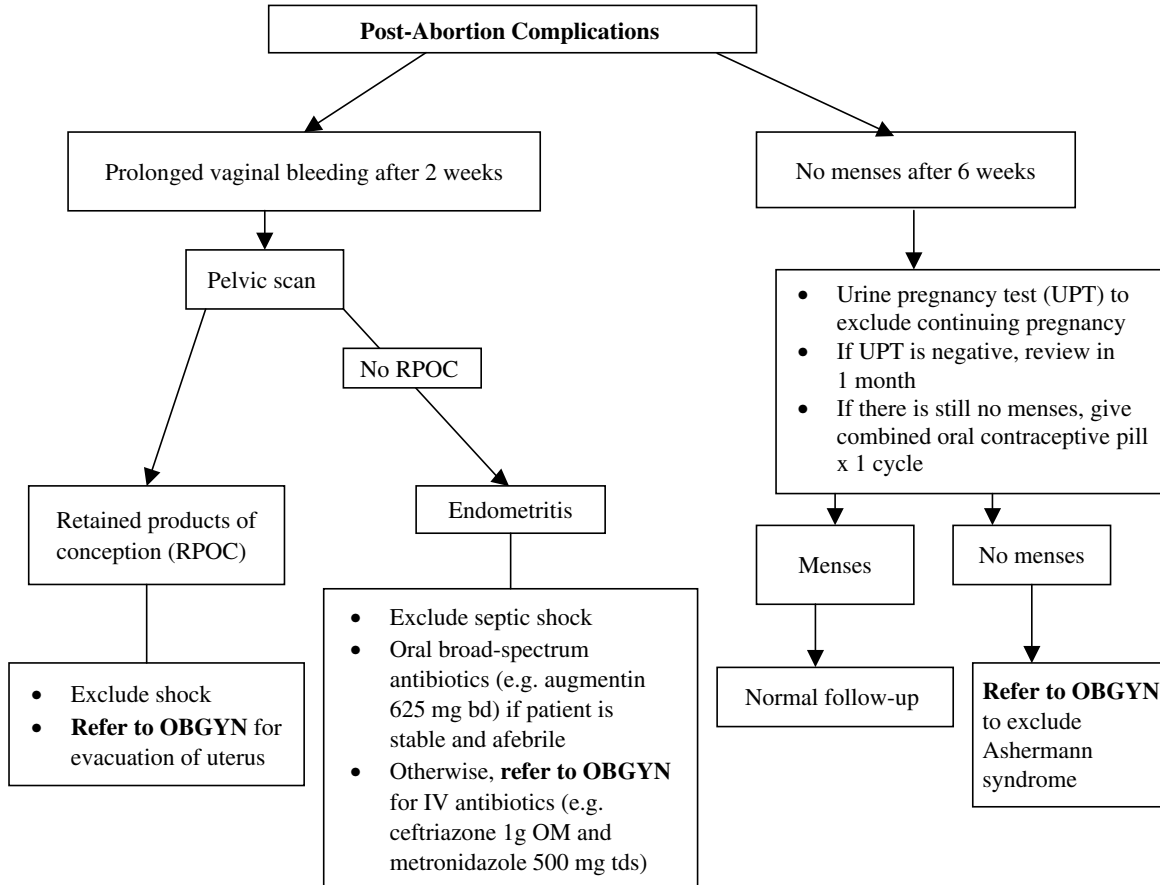 Post-Abortion Complications
Prolonged vaginal bleeding after 2 weeks
No menses after 6 weeks
Pelvic scan
• Urine pregnancy test (UPT) to
exclude continuing pregnancy
• If UPT is negative, review in
1 month
• If there is still no menses, give
combined oral contraceptive pill
x 1 cycle
No RPOC
Retained products of
conception (RPOC)
Endometritis
Menses
No menses
• Exclude shock
• Refer to OBGYN for
evacuation of uterus
• Exclude septic shock
• Oral broad-spectrum
antibiotics (e.g. augmentin
625 mg bd) if patient is
stable and afebrile
• Otherwise, refer to OBGYN
for IV antibiotics (e.g.
ceftriazone 1g OM and
metronidazole 500 mg tds)
Normal follow-up
Refer to OBGYN
to exclude
Ashermann
syndrome